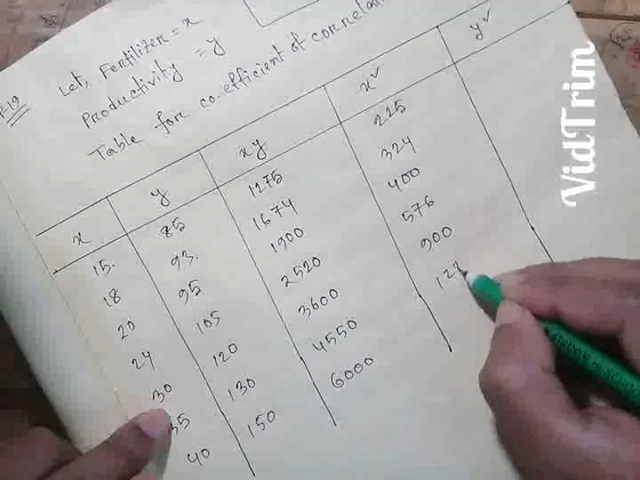 Let, Fertilizer = x
Productivity = y
Table for co-efficient of
x y xy x² y²
15. 85 1275 225
18 93. 1674 324
20 95 1900 400
24 105 2520 576
30 120 3600 900
35 130 4550 122
40 150 6000
VidTrim